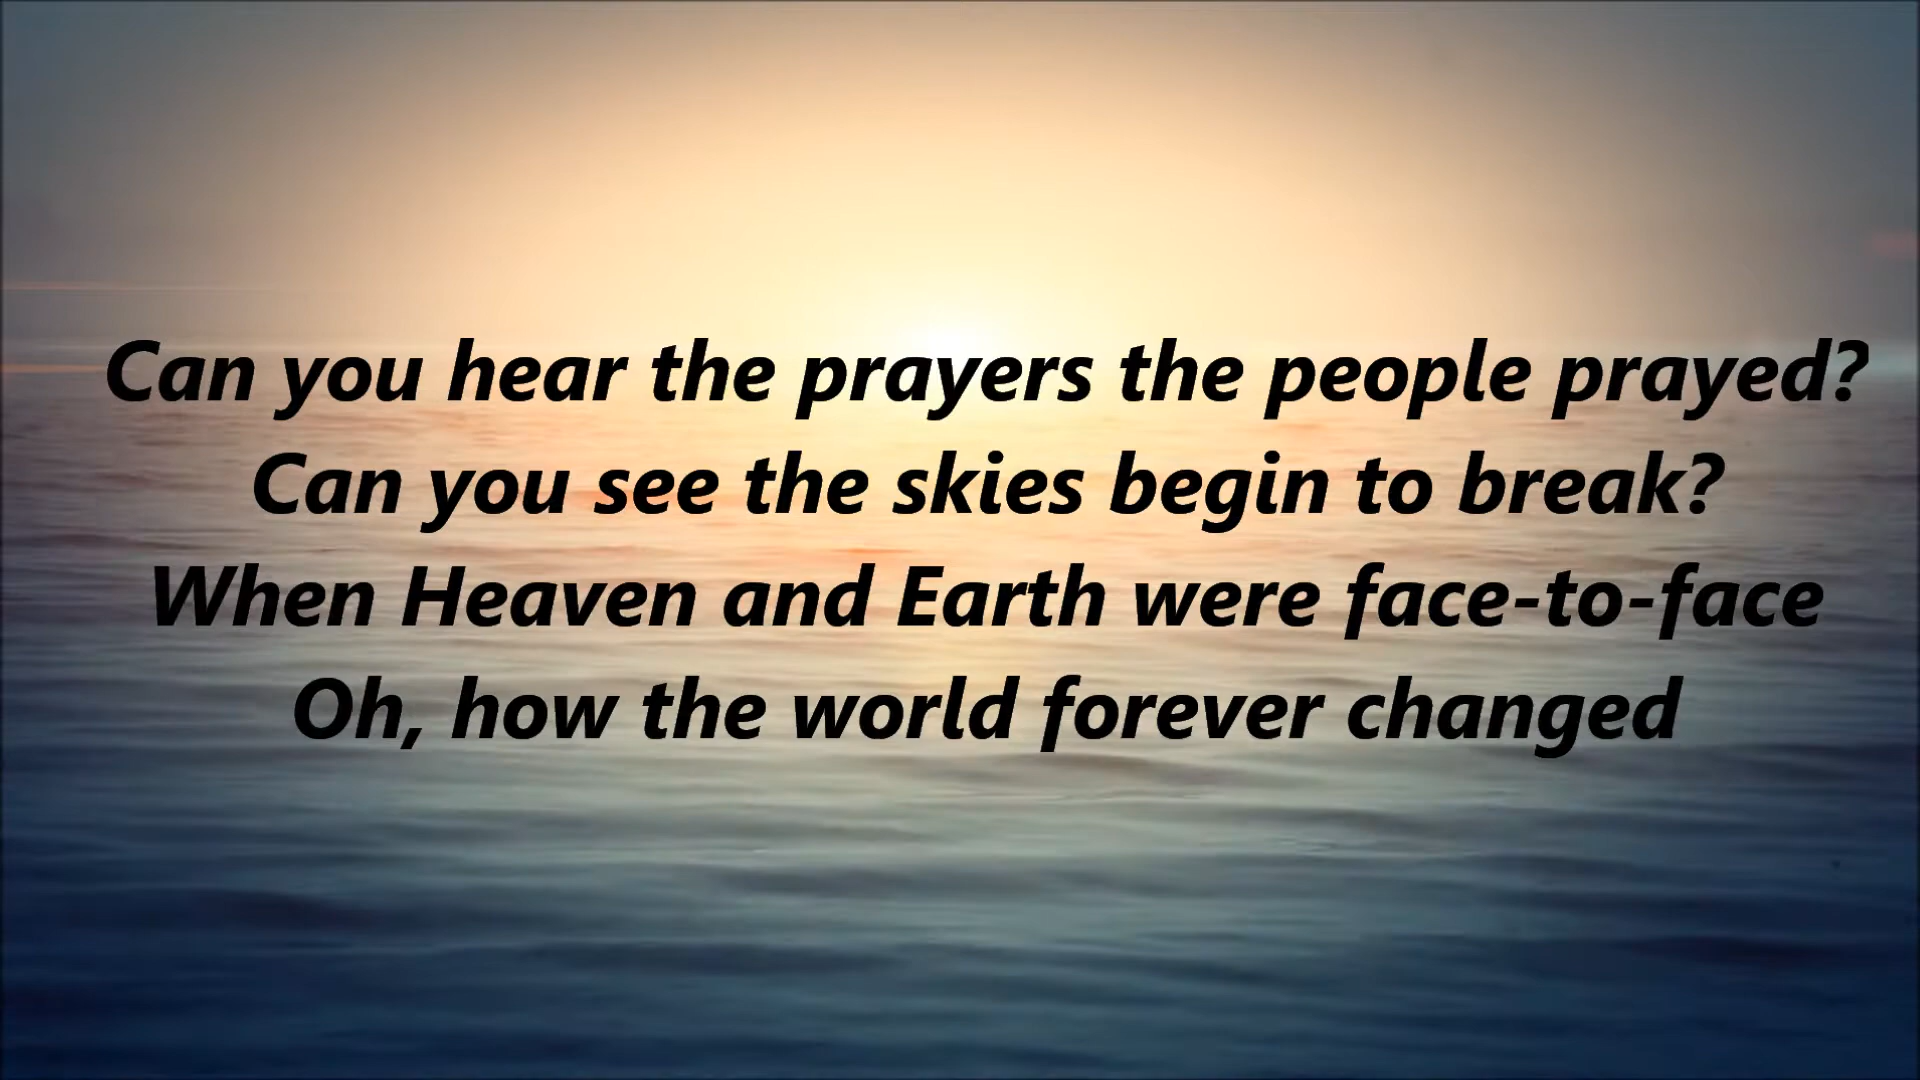 Can you hear the prayers the people prayed?
Can you see the skies begin to break?
When Heaven and Earth were face-to-face
Oh, how the world forever changed